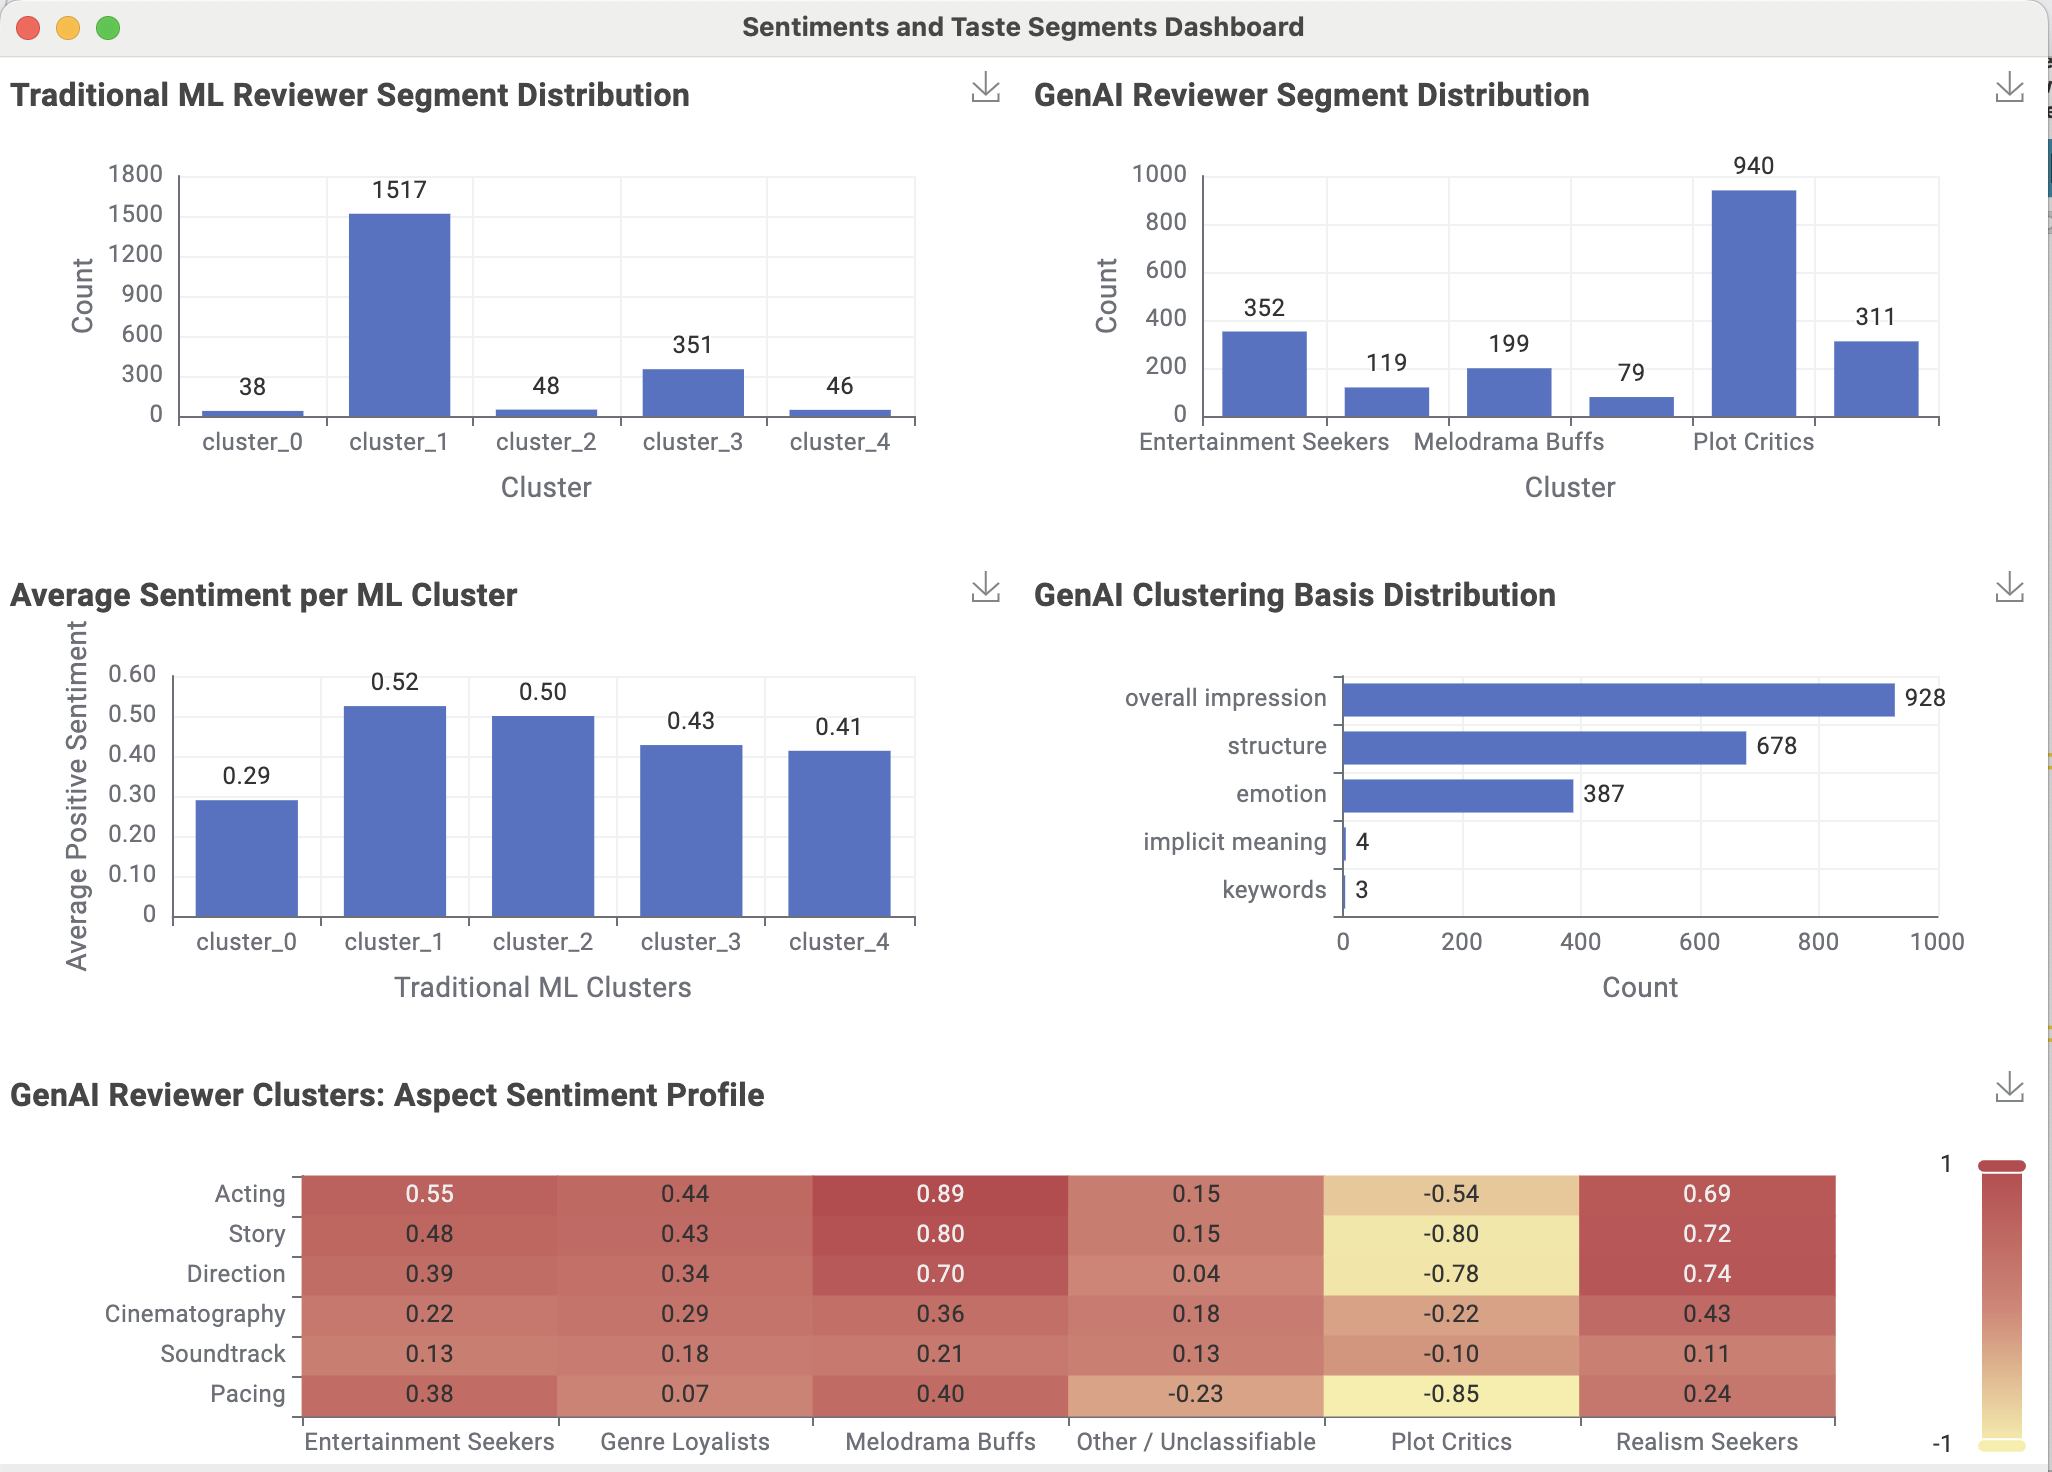 Sentiments and Taste Segments Dashboard
Traditional ML Reviewer Segment Distribution
1800
1500
1200
900
600
300
0
Count
38
1517
48
351
46
cluster_0 cluster_1 cluster_2 cluster_3 cluster_4
Cluster
GenAI Reviewer Segment Distribution
1000
800
600
400
200
0
Count
352
119
199
79
940
311
Entertainment Seekers Melodrama Buffs Plot Critics
Cluster
Average Sentiment per ML Cluster
Average Positive Sentiment
0.60
0.50
0.40
0.30
0.20
0.10
0
0.29
0.52
0.50
0.43
0.41
cluster_0 cluster_1 cluster_2 cluster_3 cluster_4
Traditional ML Clusters
GenAI Clustering Basis Distribution
overall impression 928
structure 678
emotion 387
implicit meaning 4
keywords 3
0 200 400 600 800 1000
Count
GenAI Reviewer Clusters: Aspect Sentiment Profile
Acting 0.55 0.44 0.89 0.15 -0.54 0.69
Story 0.48 0.43 0.80 0.15 -0.80 0.72
Direction 0.39 0.34 0.70 0.04 -0.78 0.74
Cinematography 0.22 0.29 0.36 0.18 -0.22 0.43
Soundtrack 0.13 0.18 0.21 0.13 -0.10 0.11
Pacing 0.38 0.07 0.40 -0.23 -0.85 0.24
Entertainment Seekers Genre Loyalists Melodrama Buffs Other / Unclassifiable Plot Critics Realism Seekers
1
-1